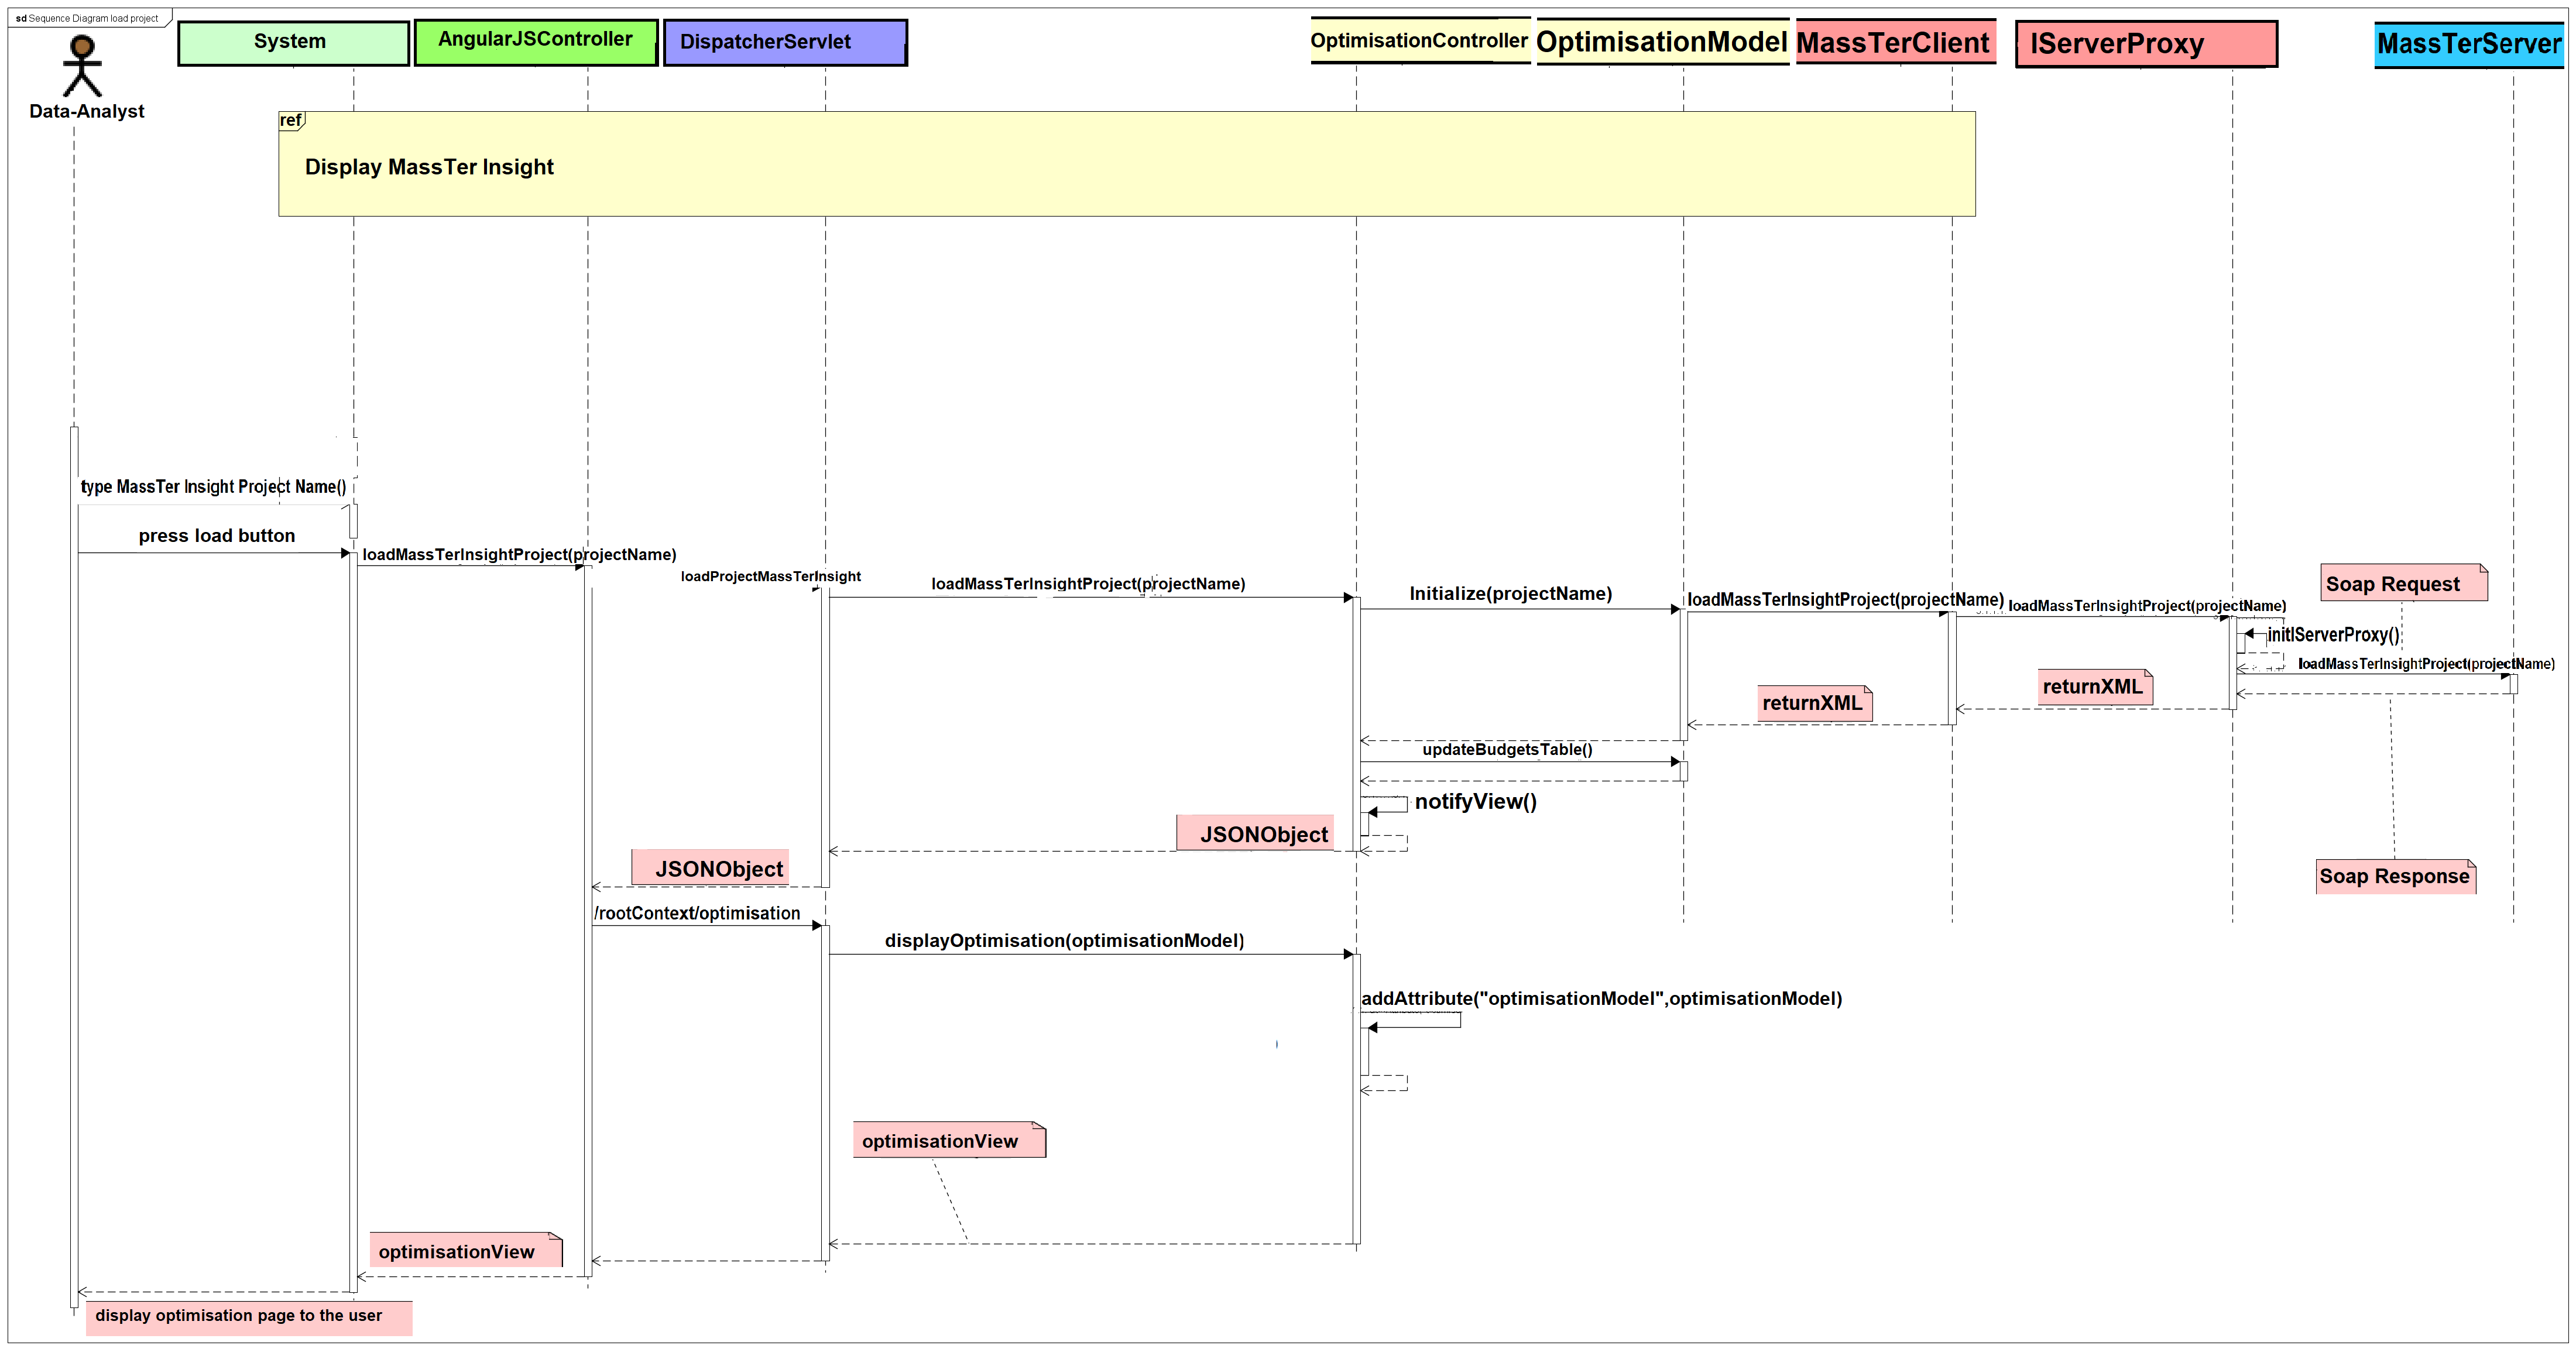 sd Sequence Diagram load project
System
AngularJSController
DispatcherServlet
OptimisationController
OptimisationModel
MassTerClient
IServerProxy
MassTerServer
Data-Analyst
ref
Display MassTer Insight
type MassTer Insight Project Name()
press load button
loadMassTerInsightProject(projectName)
loadProjectMassTerInsight
loadMassTerInsightProject(projectName)
Initialize(projectName)
loadMassTerInsightProject(projectName)
loadMassTerInsightProject(projectName)
Soap Request
initIServerProxy()
loadMassTerInsightProject(projectName)
returnXML
returnXML
updateBudgetsTable()
notifyView()
JSONObject
JSONObject
Soap Response
/rootContext/optimisation
displayOptimisation(optimisationModel)
addAttribute("optimisationModel",optimisationModel)
optimisationView
optimisationView
display optimisation page to the user